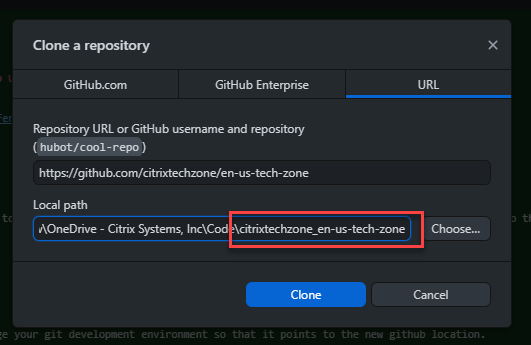 Clone a repository
GitHub.com
GitHub Enterprise
URL
Repository URL or GitHub username and repository
(hubot/cool-repo)
https://github.com/citrixtechzone/en-us-tech-zone
Local path
\OneDrive - Citrix Systems, Inc\Code\citrixtechzone_en-us-tech-zone
Choose...
Clone
Cancel
ge your git development environment so that it points to the new github location.